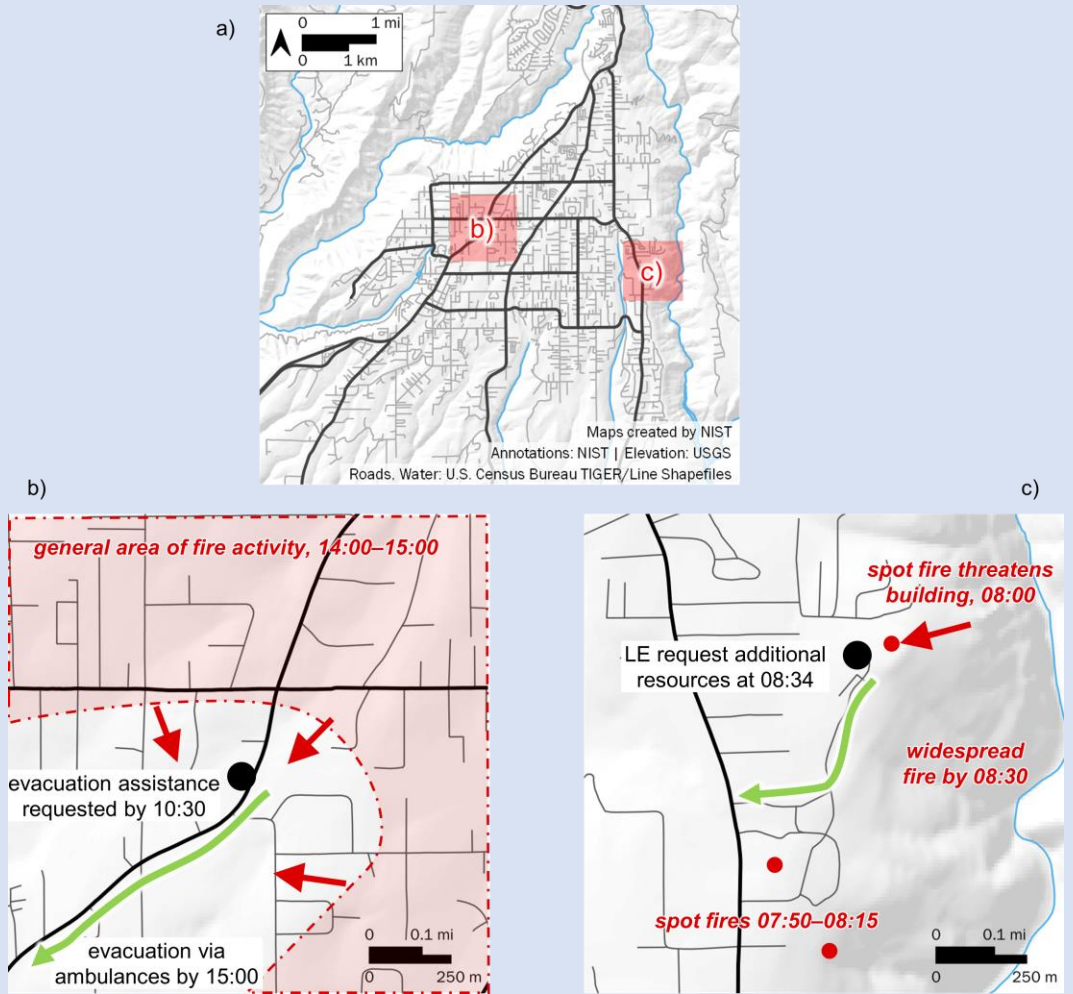 a)
0 1 mi
0 1 km
b)
c)
Maps created by NIST
Annotations: NIST | Elevation: USGS
Roads, Water: U.S. Census Bureau TIGER/Line Shapefiles
b)
general area of fire activity, 14:00–15:00
evacuation assistance
requested by 10:30
evacuation via
ambulances by 15:00
0 0.1 mi
0 250 m
c)
spot fire threatens
building, 08:00
LE request additional
resources at 08:34
widespread
fire by 08:30
spot fires 07:50–08:15
0 0.1 mi
0 250 m